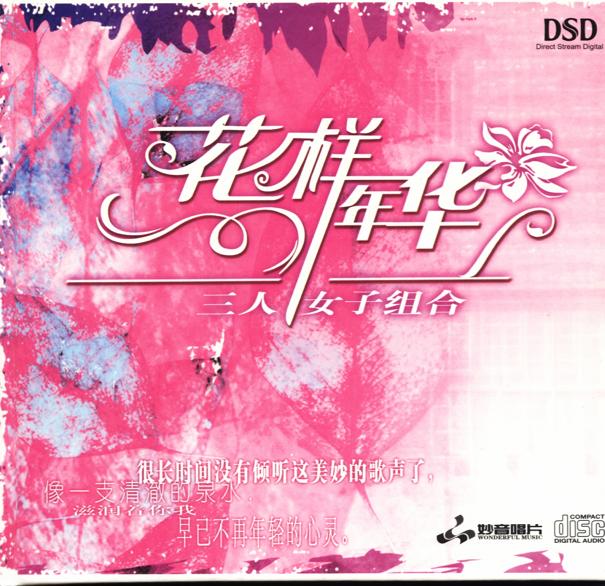 DSD
Direct Stream Digital
花样年华
三人女子组合
很长时间没有倾听这美妙的歌声了,
像一支清澈的泉水,
滋润着你我
早已不再年轻的心灵。
妙音唱片
WONDERFUL MUSIC
COMPACT
disc
DIGITAL AUDIO